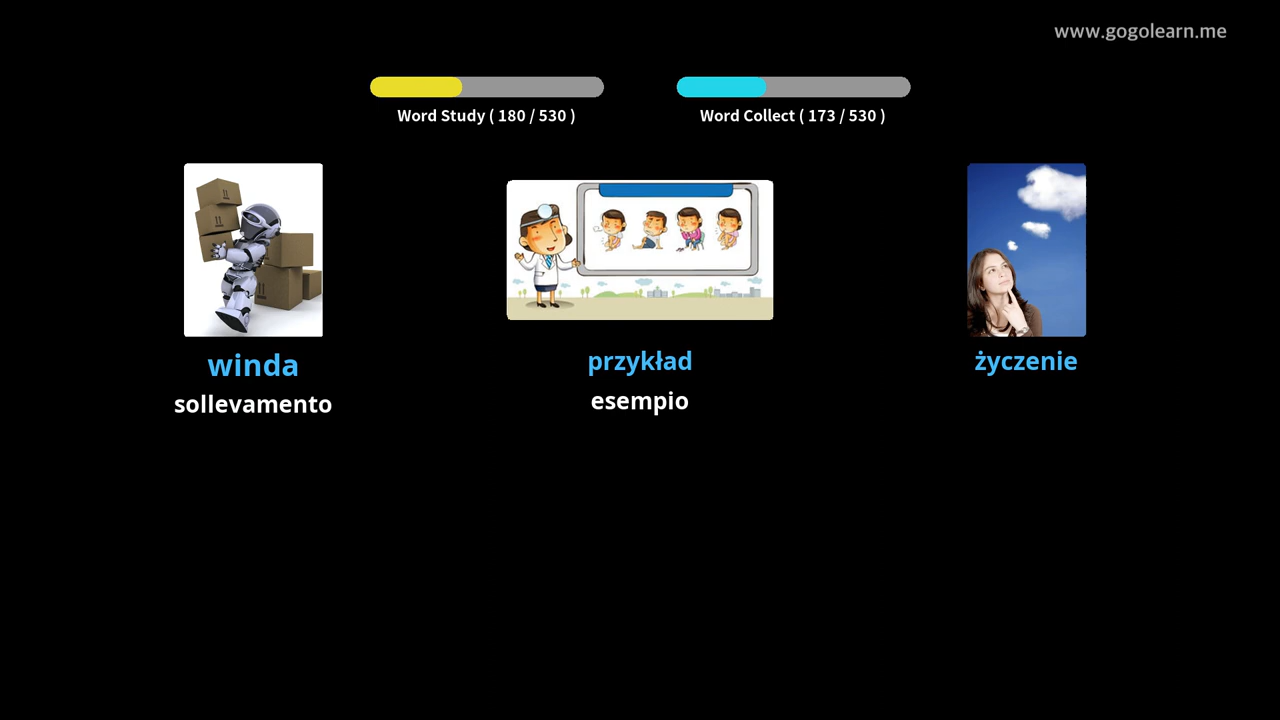 www.gogolearn.me
Word Study ( 180 / 530 )
Word Collect ( 173 / 530 )
winda
przykład
życzenie
sollevamento
esempio